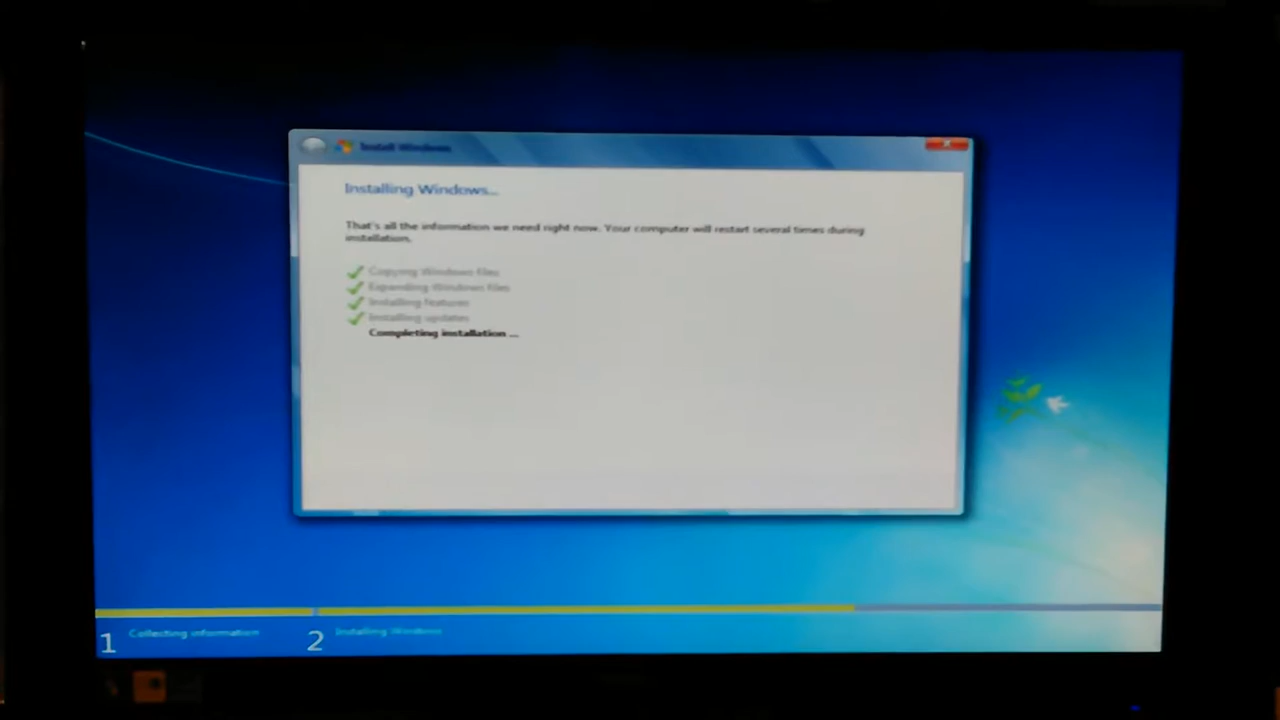 Install Windows
Installing Windows...
That's all the information we need right now. Your computer will restart several times during
installation.
Copying Windows files
Expanding Windows files
Installing features
Installing updates
Completing installation ...
1 Collecting information
2 Installing Windows